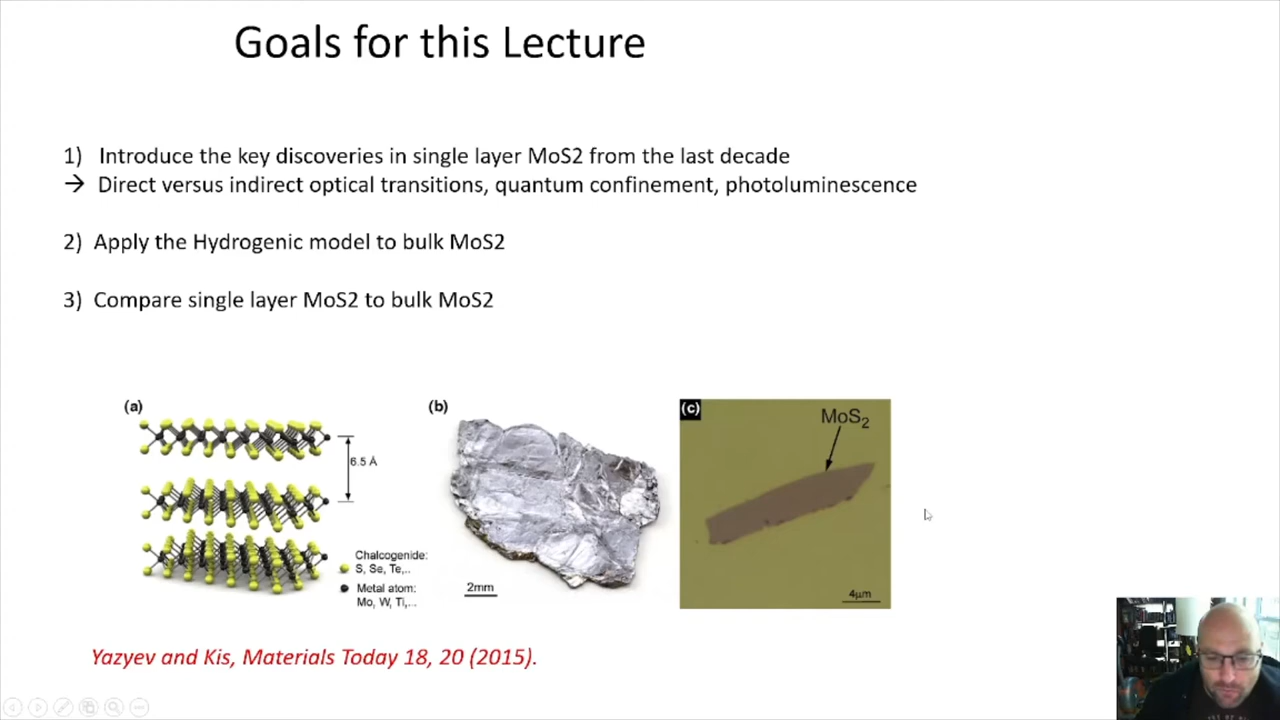 Goals for this Lecture
1) Introduce the key discoveries in single layer MoS2 from the last decade
→ Direct versus indirect optical transitions, quantum confinement, photoluminescence
2) Apply the Hydrogenic model to bulk MoS2
3) Compare single layer MoS2 to bulk MoS2
(a)
6.5 Å
Chalcogenide:
S, Se, Te,..
Metal atom:
Mo, W, Ti,...
(b)
2mm
(c)
MoS₂
4μm
Yazyev and Kis, Materials Today 18, 20 (2015).